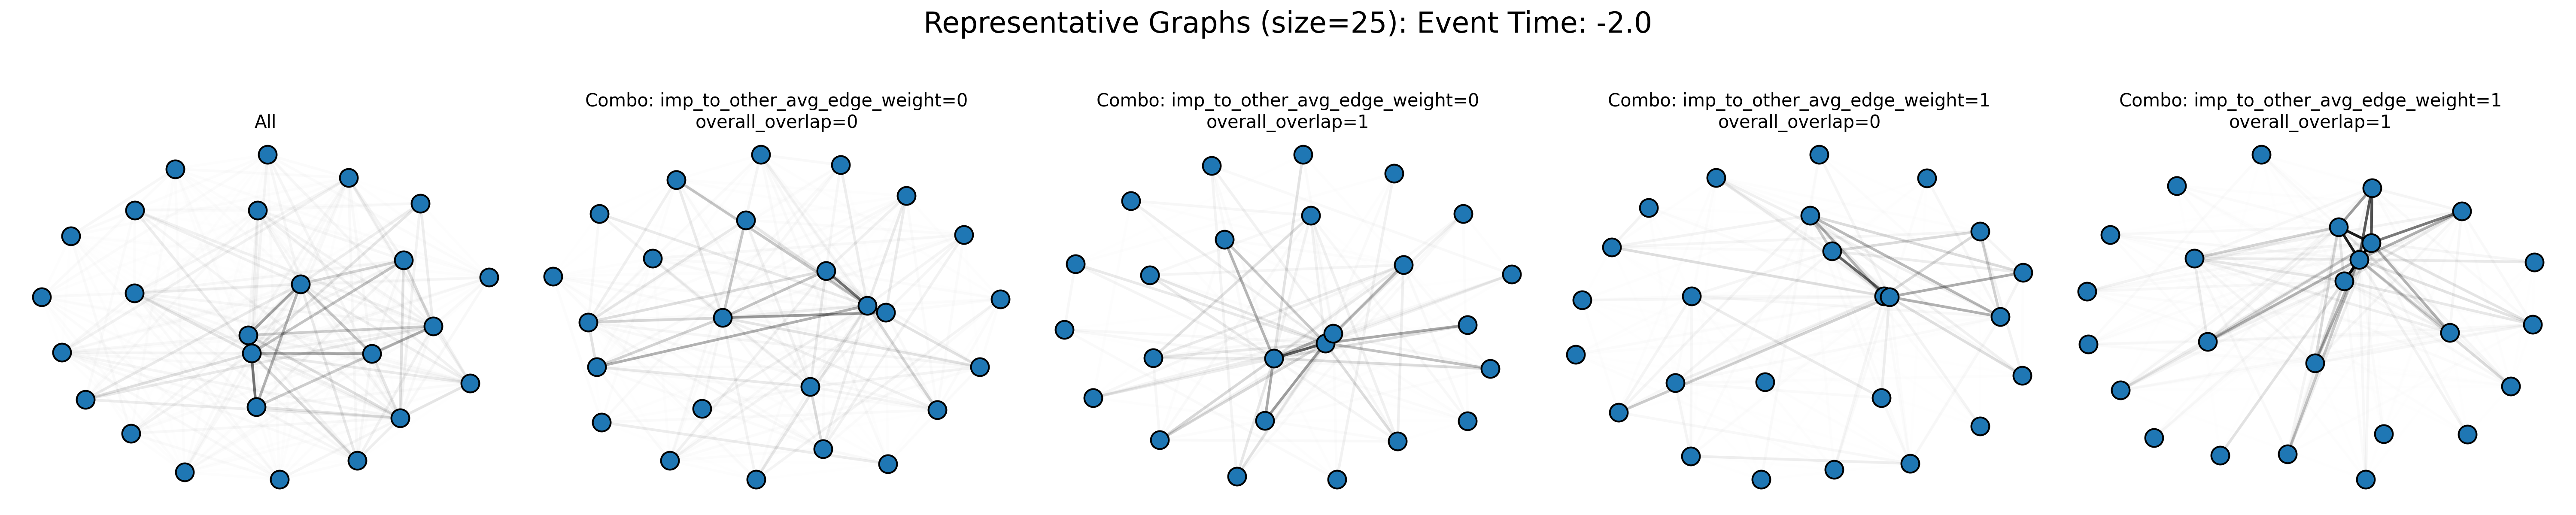 Representative Graphs (size=25): Event Time: -2.0
All
Combo: imp_to_other_avg_edge_weight=0
overall_overlap=0
Combo: imp_to_other_avg_edge_weight=0
overall_overlap=1
Combo: imp_to_other_avg_edge_weight=1
overall_overlap=0
Combo: imp_to_other_avg_edge_weight=1
overall_overlap=1